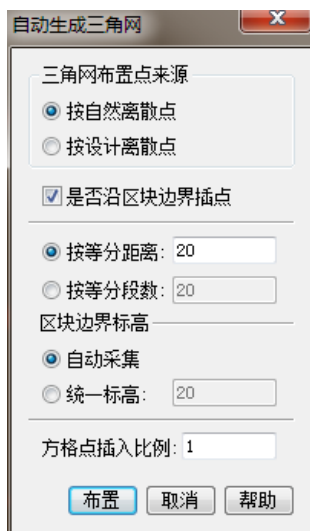 自动生成三角网
三角网布置点来源
按自然离散点
按设计离散点
是否沿区块边界插点
按等分距离: 20
按等分段数: 20
区块边界标高
自动采集
统一标高: 20
方格点插入比例: 1
布置 取消 帮助